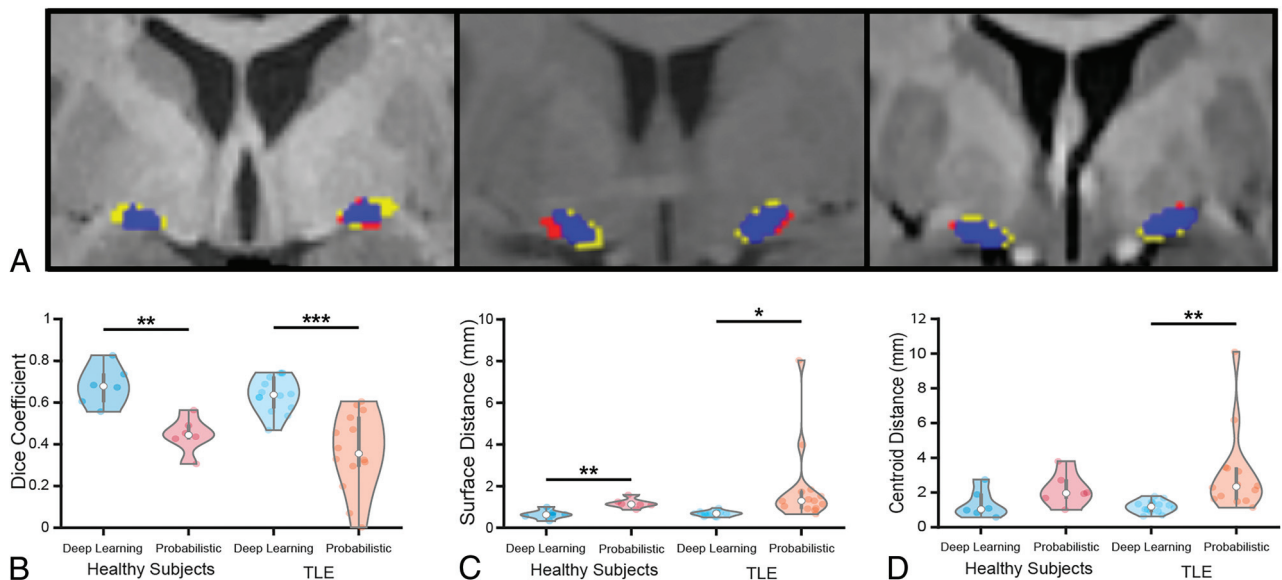 A
**
***
1
0.8
0.6
0.4
0.2
0
Dice Coefficient
Deep Learning Probabilistic Deep Learning Probabilistic
Healthy Subjects TLE
B
*
**
10
8
6
4
2
0
Surface Distance (mm)
Deep Learning Probabilistic Deep Learning Probabilistic
Healthy Subjects TLE
C
**
12
10
8
6
4
2
0
Centroid Distance (mm)
Deep Learning Probabilistic Deep Learning Probabilistic
Healthy Subjects TLE
D